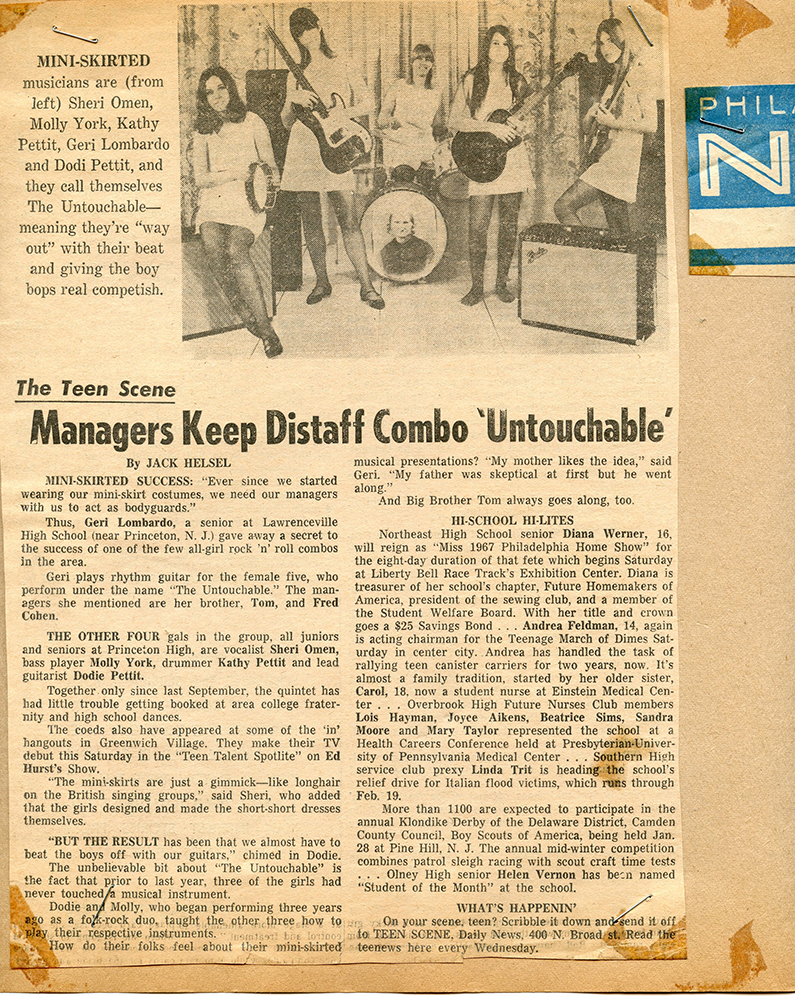 MINI-SKIRTED
musicians are (from
left) Sheri Omen,
Molly York, Kathy
Pettit, Geri Lombardo
and Dodi Pettit, and
they call themselves
The Untouchable—
meaning they're "way
out" with their beat
and giving the boy
bops real competish.
PHILA
N
The Teen Scene
Managers Keep Distaff Combo 'Untouchable'
By JACK HELSEL
MINI-SKIRTED SUCCESS: "Ever since we started
wearing our mini-skirt costumes, we need our managers
with us to act as bodyguards."
Thus, Geri Lombardo, a senior at Lawrenceville
High School (near Princeton, N. J.) gave away a secret to
the success of one of the few all-girl rock 'n' roll combos
in the area.
Geri plays rhythm guitar for the female five, who
perform under the name "The Untouchable." The man-
agers she mentioned are her brother, Tom, and Fred
Cohen.
THE OTHER FOUR gals in the group, all juniors
and seniors at Princeton High, are vocalist Sheri Omen,
bass player Molly York, drummer Kathy Pettit and lead
guitarist Dodie Pettit.
Together only since last September, the quintet has
had little trouble getting booked at area college frater-
nity and high school dances.
The coeds also have appeared at some of the 'in'
hangouts in Greenwich Village. They make their TV
debut this Saturday in the "Teen Talent Spotlite" on Ed
Hurst's Show.
"The mini-skirts are just a gimmick—like longhair
on the British singing groups," said Sheri, who added
that the girls designed and made the short-short dresses
themselves.
"BUT THE RESULT has been that we almost have to
beat the boys off with our guitars," chimed in Dodie.
The unbelievable bit about "The Untouchable" is
the fact that prior to last year, three of the girls had
never touched a musical instrument.
Dodie and Molly, who began performing three years
ago as a folk-rock duo, taught the other three how to
play their respective instruments.
How do their folks feel about their mini-skirted
musical presentations? "My mother likes the idea," said
Geri. "My father was skeptical at first but he went
along."
And Big Brother Tom always goes along, too.
HI-SCHOOL HI-LITES
Northeast High School senior Diana Werner, 16,
will reign as "Miss 1967 Philadelphia Home Show" for
the eight-day duration of that fete which begins Saturday
at Liberty Bell Race Track's Exhibition Center. Diana is
treasurer of her school's chapter, Future Homemakers of
America, president of the sewing club, and a member of
the Student Welfare Board. With her title and crown
goes a $25 Savings Bond . . . Andrea Feldman, 14, again
is acting chairman for the Teenage March of Dimes Sat-
urday in center city. Andrea has handled the task of
rallying teen canister carriers for two years, now. It's
almost a family tradition, started by her older sister,
Carol, 18, now a student nurse at Einstein Medical Cen-
ter . . . Overbrook High Future Nurses Club members
Lois Hayman, Joyce Aikens, Beatrice Sims, Sandra
Moore and Mary Taylor represented the school at a
Health Careers Conference held at Presbyterian-Univer-
sity of Pennsylvania Medical Center . . . Southern High
service club prexy Linda Trit is heading the school's
relief drive for Italian flood victims, which runs through
Feb. 19.
More than 1100 are expected to participate in the
annual Klondike Derby of the Delaware District, Camden
County Council, Boy Scouts of America, being held Jan.
28 at Pine Hill, N. J. The annual mid-winter competition
combines patrol sleigh racing with scout craft time tests
. . . Olney High senior Helen Vernon has been named
"Student of the Month" at the school.
WHAT'S HAPPENIN'
On your scene, teen? Scribble it down and send it off
to TEEN SCENE, Daily News, 400 N. Broad st. Read the
teenews here every Wednesday.